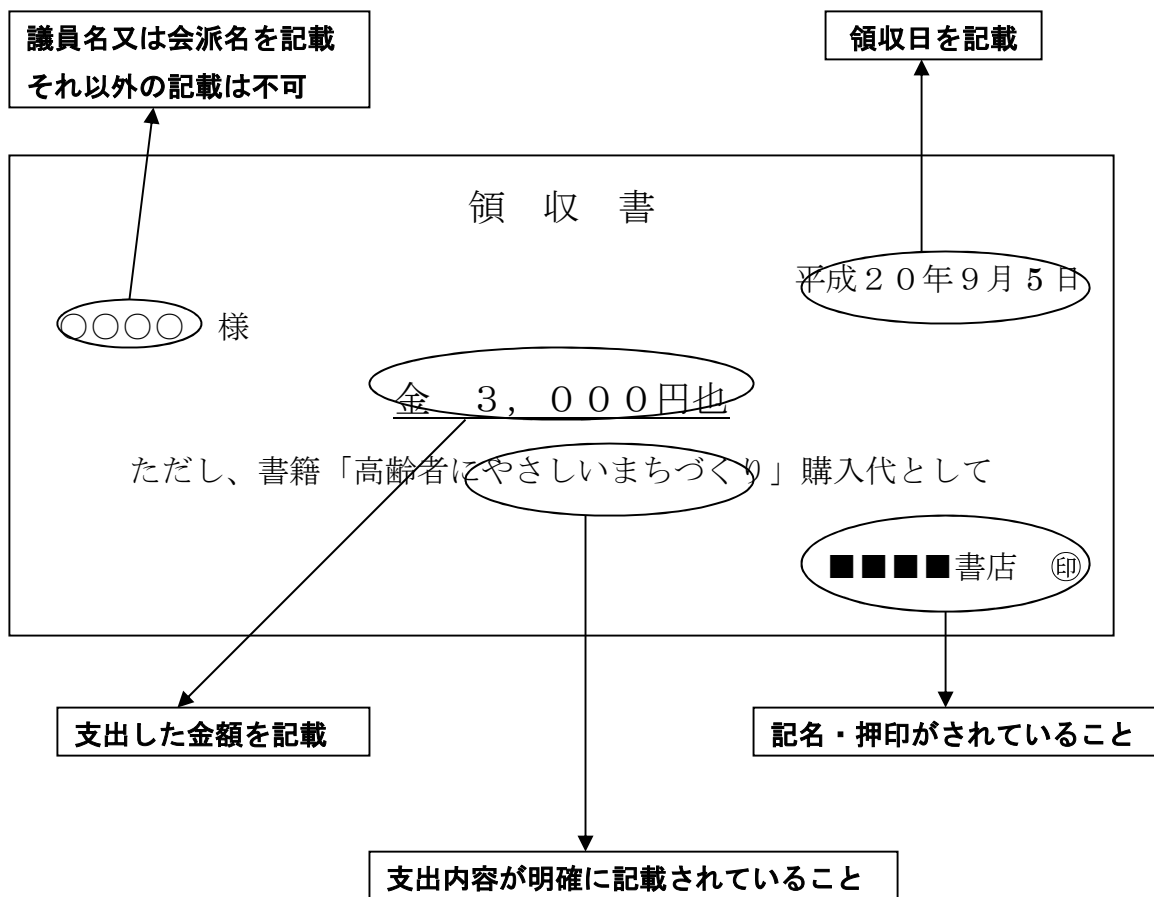 議員名又は会派名を記載
それ以外の記載は不可
領収日を記載
領　収　書
平成２０年９月５日
○○○○　様
金　３，０００円也
ただし、書籍「高齢者にやさしいまちづくり」購入代として
■■■■書店　㊞
支出した金額を記載
記名・押印がされていること
支出内容が明確に記載されていること